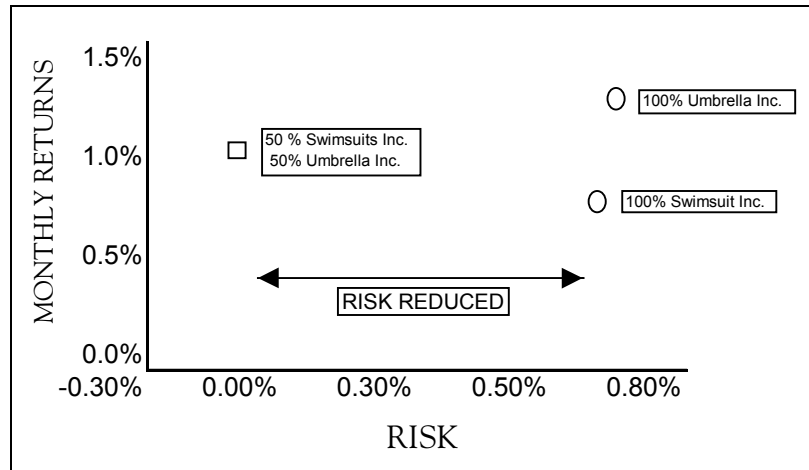 MONTHLY RETURNS
1.5%
1.0%
0.5%
0.0%
100% Umbrella Inc.
50 % Swimsuits Inc.
50% Umbrella Inc.
100% Swimsuit Inc.
RISK REDUCED
-0.30% 0.00% 0.30% 0.50% 0.80%
RISK